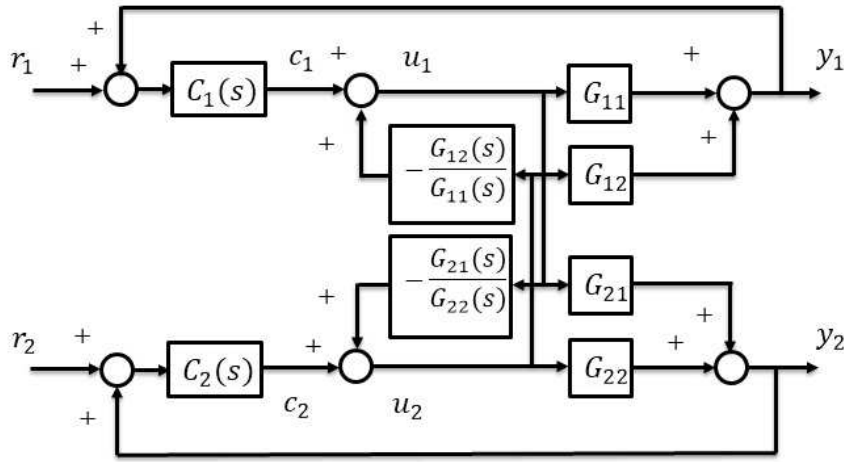 +
r₁ + C₁(s) c₁ + u₁ G₁₁ + y₁
+ −G₁₂(s)/G₁₁(s) G₁₂ +
+ −G₂₁(s)/G₂₂(s) G₂₁ +
r₂ + C₂(s) + c₂ u₂ G₂₂ + y₂
+